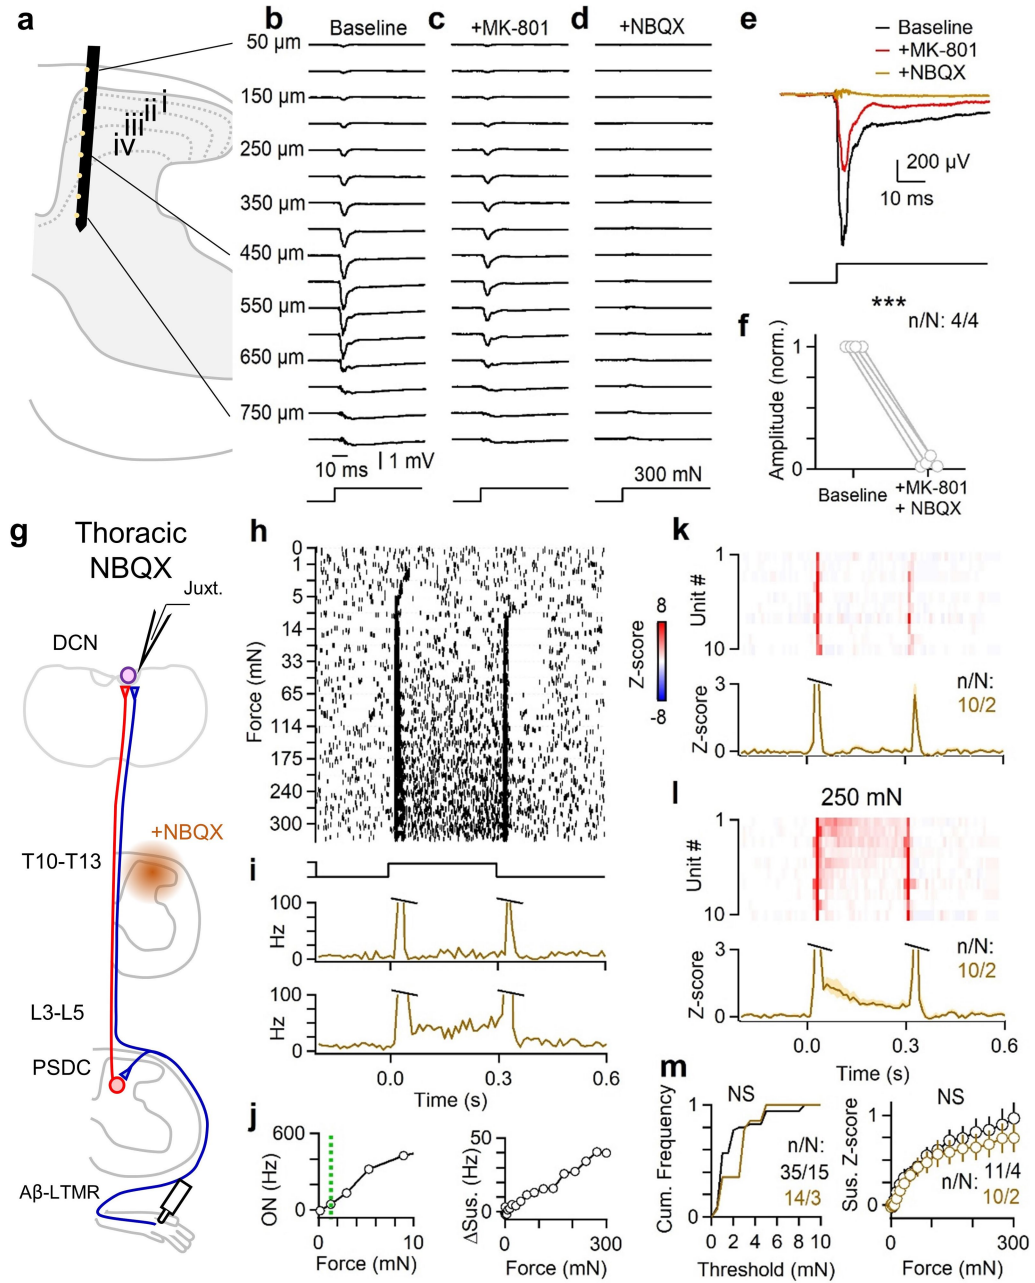 a
i
ii
iii
iv
b
Baseline
c
+MK-801
d
+NBQX
50 µm
150 µm
250 µm
350 µm
450 µm
550 µm
650 µm
750 µm
10 ms
1 mV
300 mN
e
Baseline
+MK-801
+NBQX
200 µV
10 ms
f
***
n/N: 4/4
Amplitude (norm.)
1
0
Baseline
+MK-801
+ NBQX
g
Thoracic
NBQX
Juxt.
DCN
+NBQX
T10-T13
L3-L5
PSDC
Aβ-LTMR
h
Force (mN)
0
1
5
14
33
65
114
175
240
300
i
100
Hz
0
100
Hz
0
0.0
0.3
0.6
Time (s)
j
600
ON (Hz)
0
0
10
Force (mN)
50
ΔSus. (Hz)
0
0
300
Force (mN)
k
Z-score
8
-8
Unit #
1
10
3
Z-score
0
n/N:
10/2
l
250 mN
Unit #
1
10
3
Z-score
0
n/N:
10/2
0.0
0.3
0.6
Time (s)
m
NS
Cum. Frequency
1
0
n/N:
35/15
14/3
0 2 4 6 8 10
Threshold (mN)
NS
Sus. Z-score
1
0
n/N:
11/4
10/2
0
300
Force (mN)